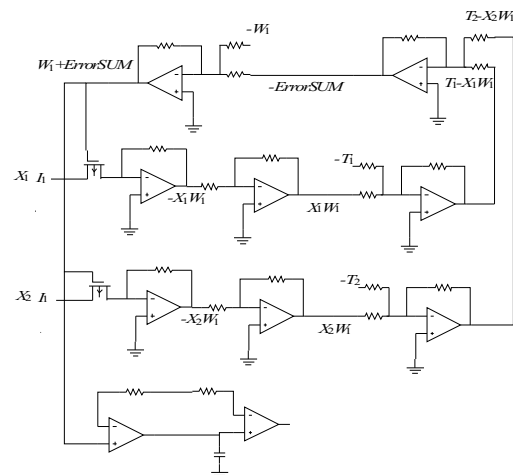 -W₁
T₂-X₂W₁
W₁+ErrorSUM
-ErrorSUM
T₁-X₁W₁
X₁ I₁
-X₁W₁
X₁W₁
-T₁
X₂ I₁
-X₂W₁
X₂W₁
-T₂